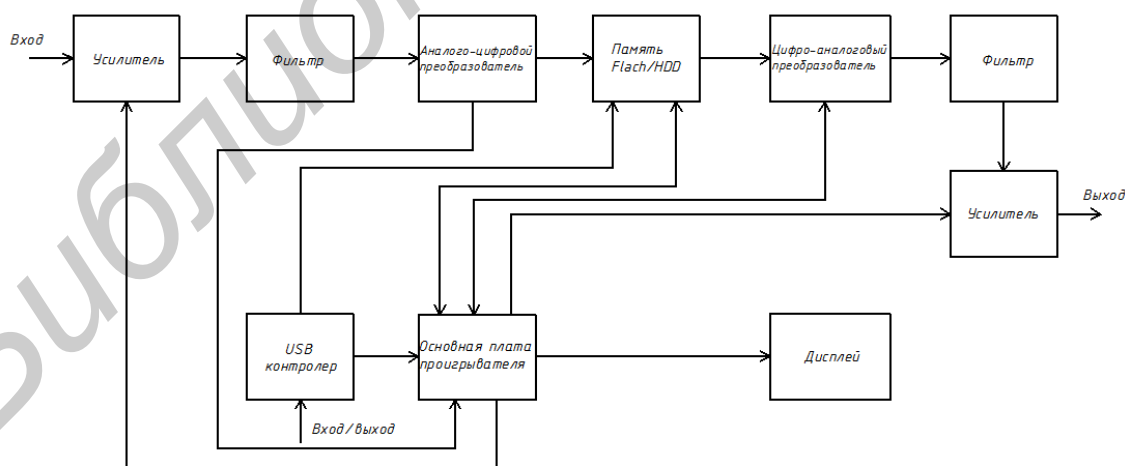 Вход
Усилитель
Фильтр
Аналого-цифровой
преобразователь
Память
Flach/HDD
Цифро-аналоговый
преобразователь
Фильтр
Усилитель
Выход
USB
контролер
Основная плата
проигрывателя
Дисплей
Вход/выход